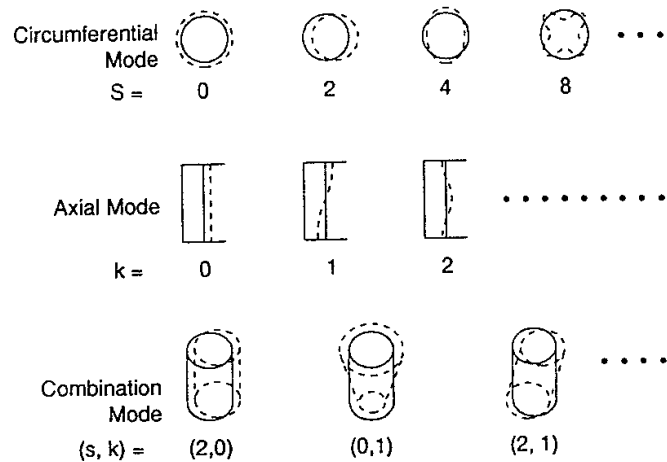 Circumferential
Mode
S = 0 2 4 8
Axial Mode
k = 0 1 2
Combination
Mode
(s, k) = (2,0) (0,1) (2, 1)